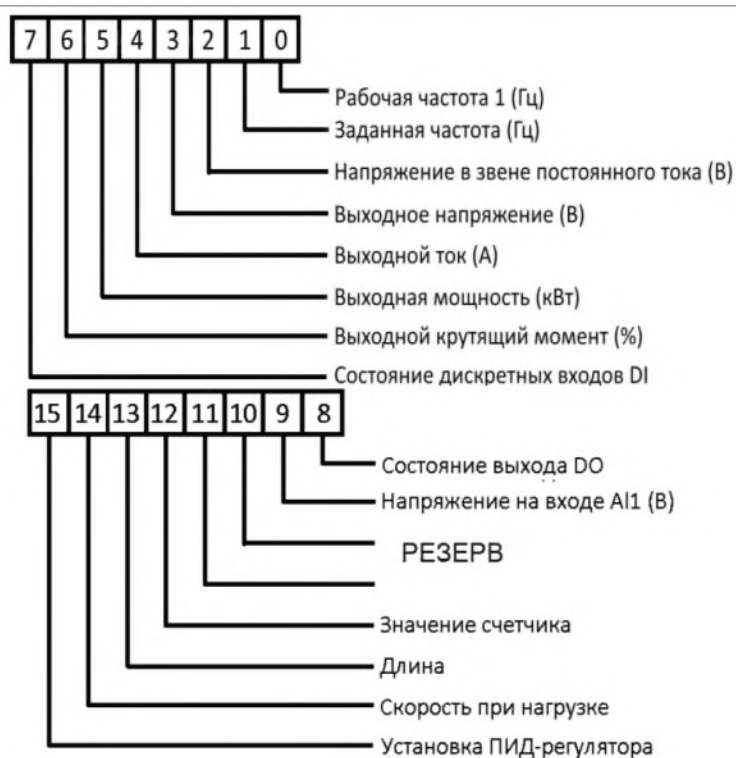 7 6 5 4 3 2 1 0
Рабочая частота 1 (Гц)
Заданная частота (Гц)
Напряжение в звене постоянного тока (В)
Выходное напряжение (В)
Выходной ток (А)
Выходная мощность (кВт)
Выходной крутящий момент (%)
Состояние дискретных входов DI
15 14 13 12 11 10 9 8
Состояние выхода DO
Напряжение на входе Al1 (В)
РЕЗЕРВ
Значение счетчика
Длина
Скорость при нагрузке
Установка ПИД-регулятора